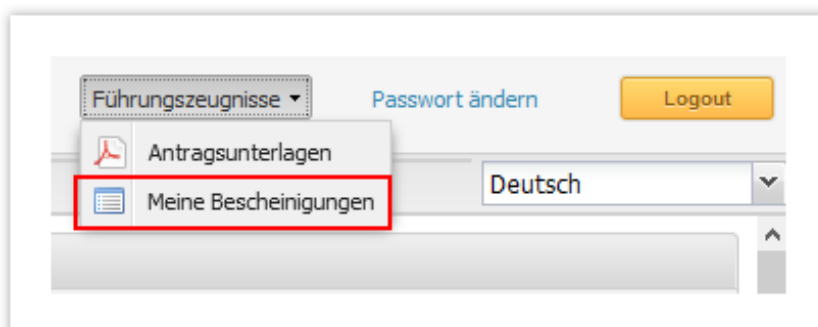 Führungszeugnisse Passwort ändern Logout
Antragsunterlagen
Meine Bescheinigungen
Deutsch